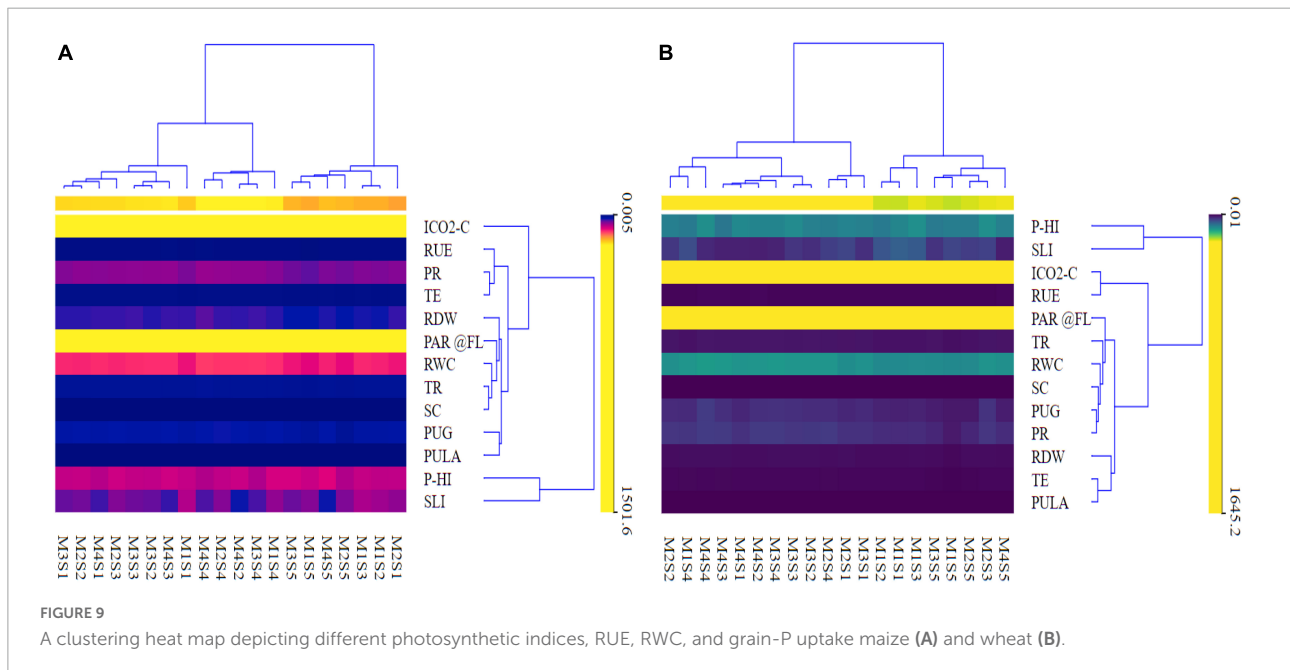 A
B
0.005
1501.6
ICO2-C
RUE
PR
TE
RDW
PAR @FL
RWC
TR
SC
PUG
PULA
P-HI
SLI
M3S1
M2S2
M4S1
M2S3
M3S3
M3S2
M4S3
M1S1
M4S4
M2S4
M4S2
M3S4
M1S4
M3S5
M1S5
M4S5
M2S5
M1S3
M1S2
M2S1
0.01
1645.2
P-HI
SLI
ICO2-C
RUE
PAR @FL
TR
RWC
SC
PUG
PR
RDW
TE
PULA
M2S2
M1S4
M4S3
M3S4
M4S1
M4S2
M2S4
M3S3
M3S2
M4S4
M2S1
M1S1
M3S1
M1S2
M1S5
M1S3
M3S5
M1S5
M2S5
M2S3
M4S5
FIGURE 9
A clustering heat map depicting different photosynthetic indices, RUE, RWC, and grain-P uptake maize (A) and wheat (B).